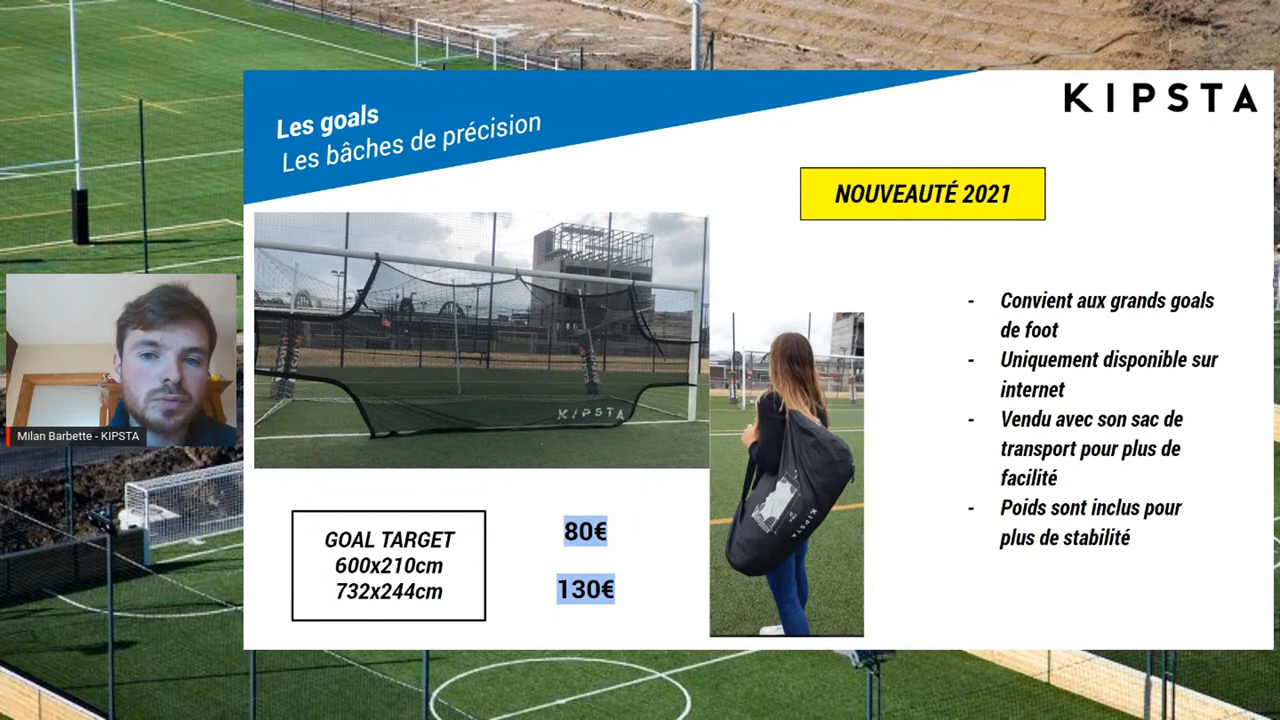 Les goals
Les bâches de précision
KIPSTA
NOUVEAUTÉ 2021
KIPSTA
- Convient aux grands goals
de foot
- Uniquement disponible sur
internet
- Vendu avec son sac de
transport pour plus de
facilité
- Poids sont inclus pour
plus de stabilité
Milan Barbette - KIPSTA
KIPSTA
GOAL TARGET
600x210cm
732x244cm
80€
130€